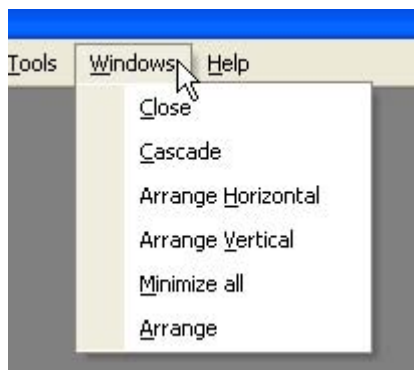 Tools Windows Help
Close
Cascade
Arrange Horizontal
Arrange Vertical
Minimize all
Arrange